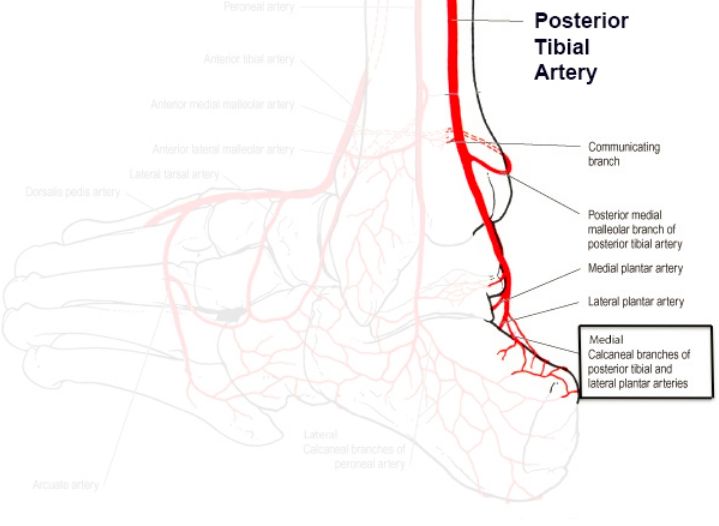 Peroneal artery
Posterior
Tibial
Artery
Anterior tibial artery
Anterior medial malleolar artery
Communicating
branch
Anterior lateral malleolar artery
Lateral tarsal artery
Dorsalis pedis artery
Posterior medial
malleolar branch of
posterior tibial artery
Medial plantar artery
Lateral plantar artery
Medial
Calcaneal branches of
posterior tibial and
lateral plantar arteries
Lateral
Calcaneal branches of
peroneal artery
Arcuate artery